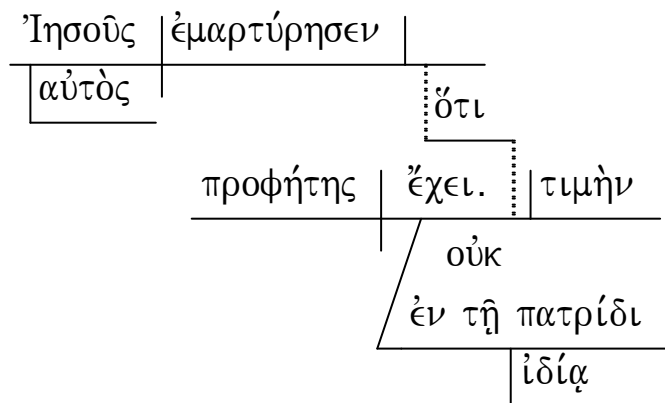 Ἰησοῦς ἐμαρτύρησεν
αὐτὸς
ὅτι
προφήτης ἔχει. τιμὴν
οὐκ
ἐν τῇ πατρίδι
ἰδίᾳ